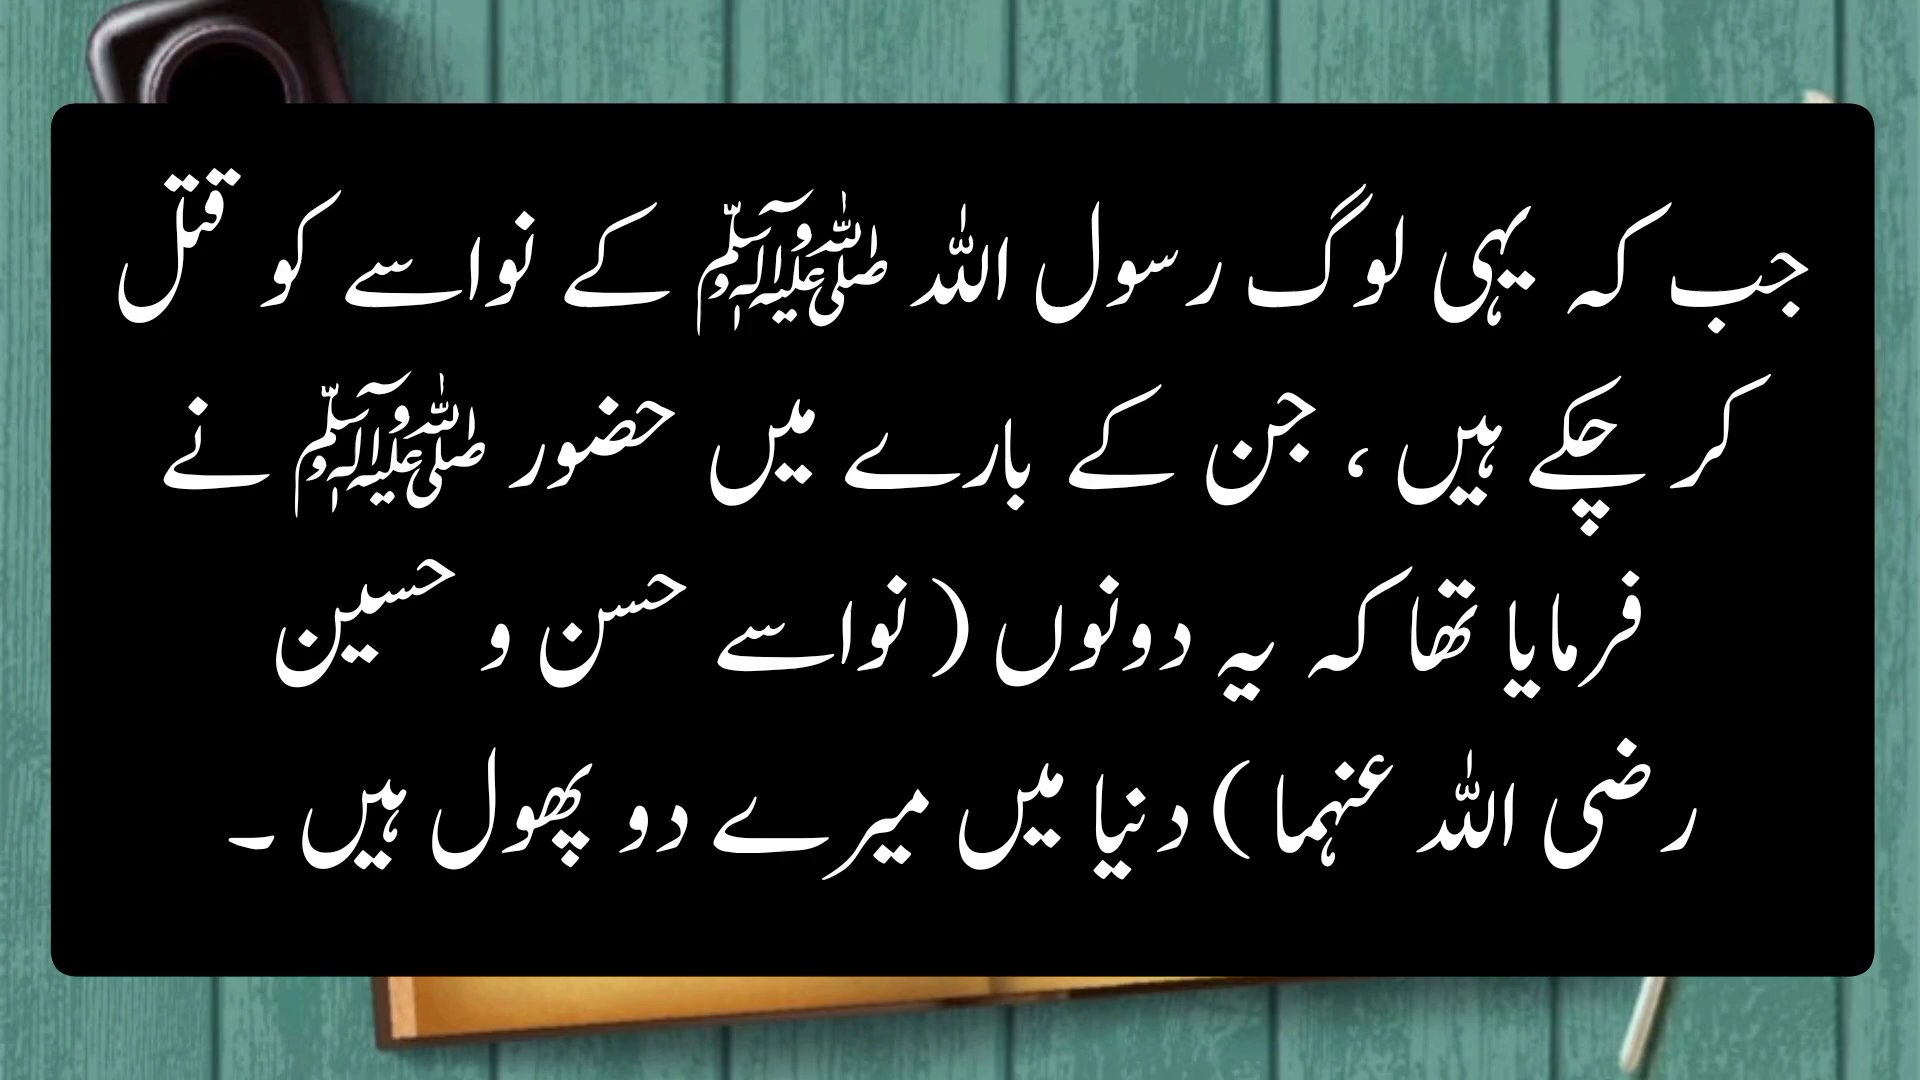 جب کہ یہی لوگ رسول اللہ ﷺ کے نواسے کو قتل
کر چکے ہیں ، جن کے بارے میں حضور ﷺ نے
فرمایا تھا کہ یہ دونوں ( نواسے حسن و حسین
رضی اللہ عنہما ) دنیا میں میرے دو پھول ہیں ۔